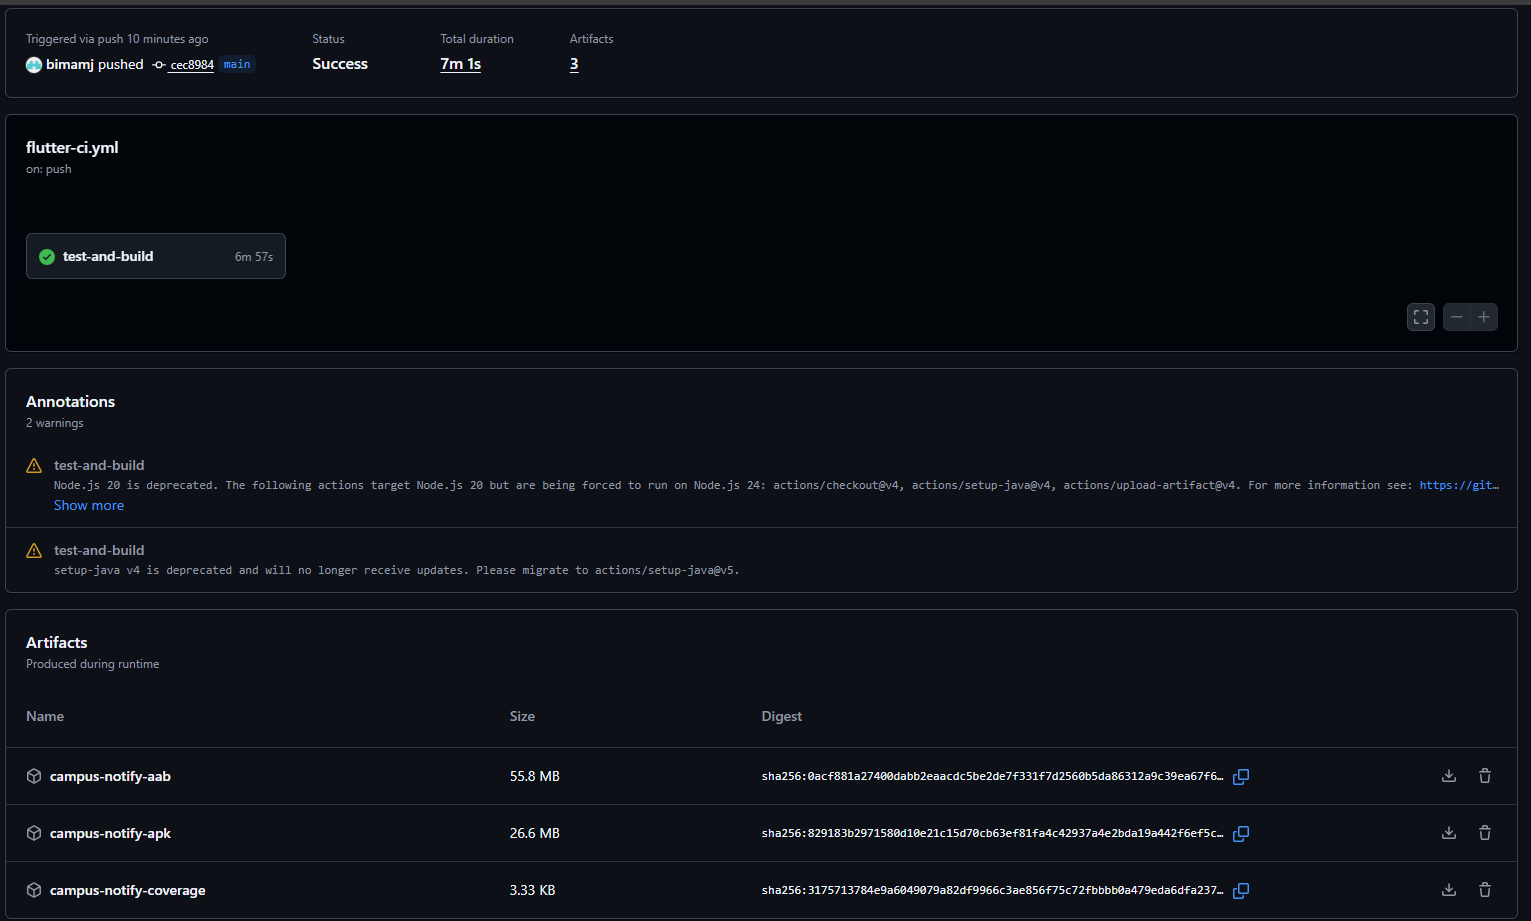 Triggered via push 10 minutes ago
bimamj pushed cec8984 main
Status
Success
Total duration
7m 1s
Artifacts
3
flutter-ci.yml
on: push
test-and-build 6m 57s
Annotations
2 warnings
test-and-build
Node.js 20 is deprecated. The following actions target Node.js 20 but are being forced to run on Node.js 24: actions/checkout@v4, actions/setup-java@v4, actions/upload-artifact@v4. For more information see: https://git…
Show more
test-and-build
setup-java v4 is deprecated and will no longer receive updates. Please migrate to actions/setup-java@v5.
Artifacts
Produced during runtime
Name Size Digest
campus-notify-aab 55.8 MB sha256:0acf881a27400dabb2eaacdc5be2de7f331f7d2560b5da86312a9c39ea67f6…
campus-notify-apk 26.6 MB sha256:829183b2971580d10e21c15d70cb63ef81fa4c42937a4e2bda19a442f6ef5c…
campus-notify-coverage 3.33 KB sha256:3175713784e9a6049079a82df9966c3ae856f75c72fbbbb0a479eda6dfa237…